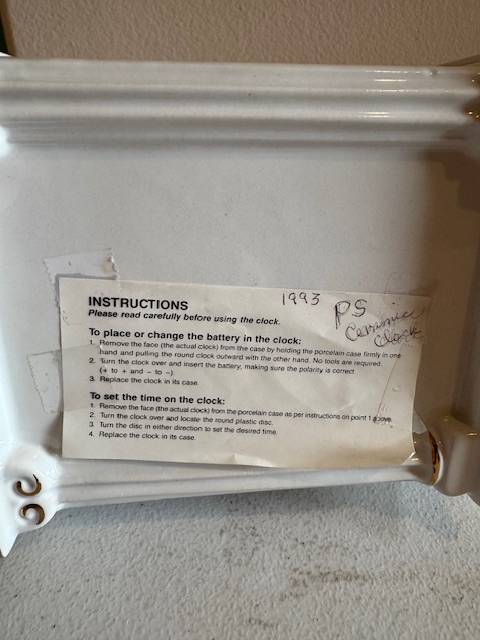 1993 PS
Ceramic
Clock
INSTRUCTIONS
Please read carefully before using the clock.
To place or change the battery in the clock:
1. Remove the face (the actual clock) from the case by holding the porcelain case firmly in one
hand and pulling the round clock outward with the other hand. No tools are required.
2. Turn the clock over and insert the battery, making sure the polarity is correct
(+ to + and – to –)
3. Replace the clock in its case.
To set the time on the clock:
1. Remove the face (the actual clock) from the porcelain case as per instructions on point 1 above.
2. Turn the clock over and locate the round plastic disc.
3. Turn the disc in either direction to set the desired time.
4. Replace the clock in its case.